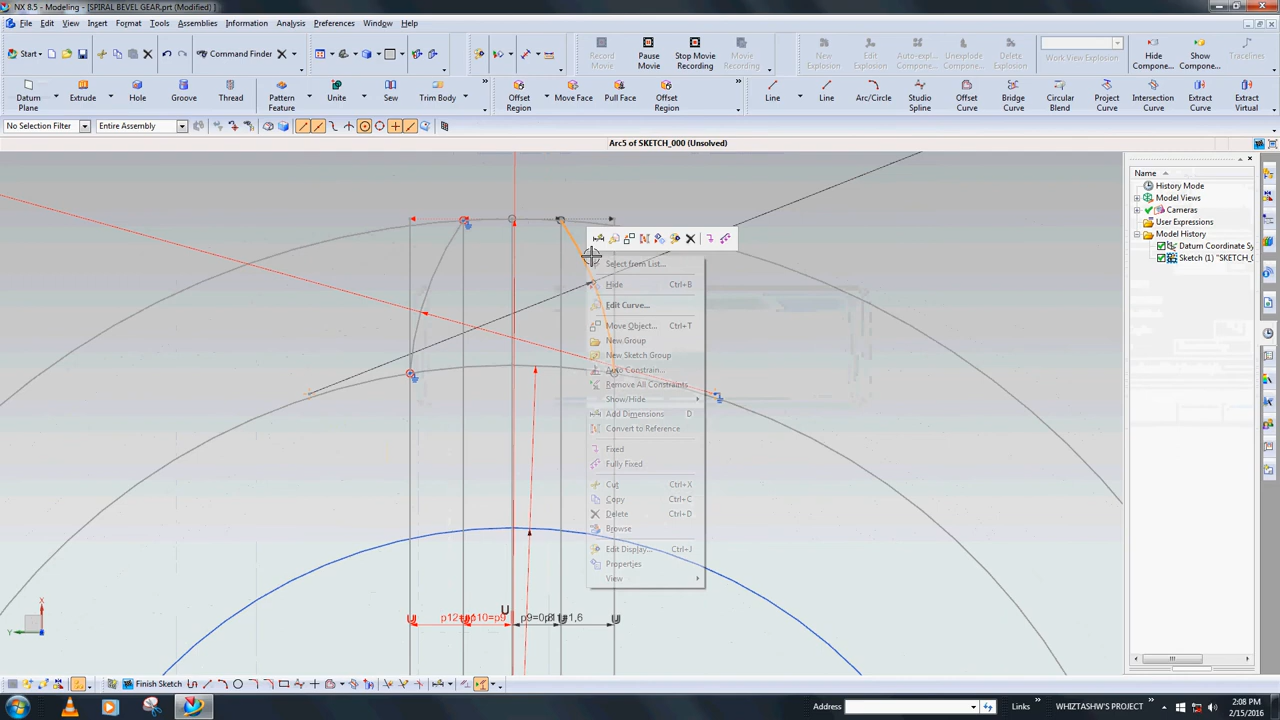 NX 8.5 - Modeling - [SPIRAL BEVEL GEAR.prt (Modified) ]
File Edit View Insert Format Tools Assemblies Information Analysis Preferences Window Help
Start Command Finder
Record Movie Pause Movie Stop Movie Recording Movie Recording New Explosion Edit Explosion Auto-expl... Compone... Unexplode Compone... Delete Explosion Work View Explosion Hide Compone... Show Compone... Tracelines
Datum Plane Extrude Hole Groove Thread Pattern Feature Unite Sew Trim Body Offset Region Move Face Pull Face Offset Region Line Line Arc/Circle Studio Spline Offset Curve Bridge Curve Circular Blend Project Curve Intersection Curve Extract Curve Extract Virtual
No Selection Filter Entire Assembly
Arc5 of SKETCH_000 (Unsolved)
Name
History Mode
Model Views
Cameras
User Expressions
Model History
Datum Coordinate Sy
Sketch (1) "SKETCH_0
Select from List...
Hide Ctrl+B
Edit Curve...
Move Object... Ctrl+T
New Group
New Sketch Group
Auto Constrain...
Remove All Constraints
Show/Hide
Add Dimensions D
Convert to Reference
Fixed
Fully Fixed
Cut Ctrl+X
Copy Ctrl+C
Delete Ctrl+D
Browse
Edit Display... Ctrl+J
Properties
View
p10=p9
X
Y
Finish Sketch
Address Links WHIZTASHW'S PROJECT 2:08 PM
2/15/2016